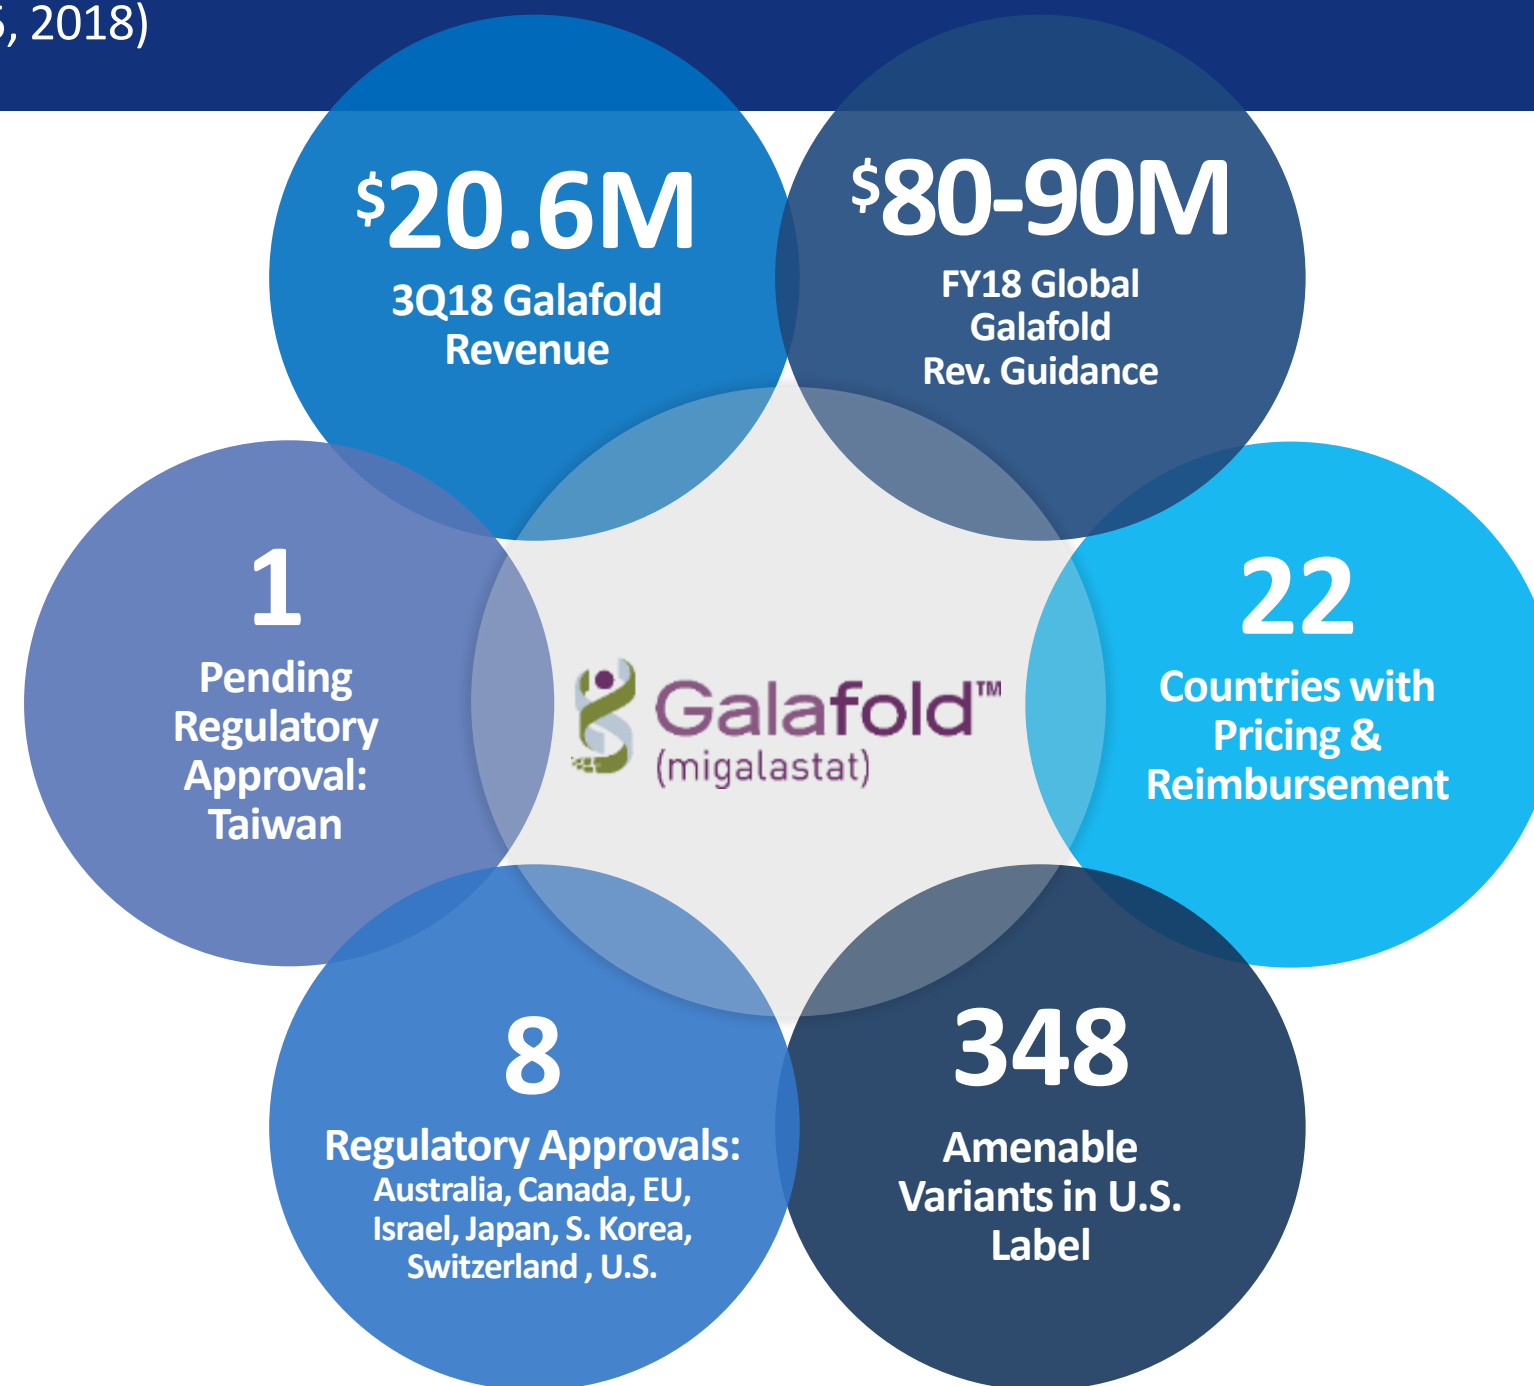 , 2018)
$20.6M
3Q18 Galafold
Revenue
$80-90M
FY18 Global
Galafold
Rev. Guidance
1
Pending
Regulatory
Approval:
Taiwan
Galafold™
(migalastat)
22
Countries with
Pricing &
Reimbursement
8
Regulatory Approvals:
Australia, Canada, EU,
Israel, Japan, S. Korea,
Switzerland , U.S.
348
Amenable
Variants in U.S.
Label